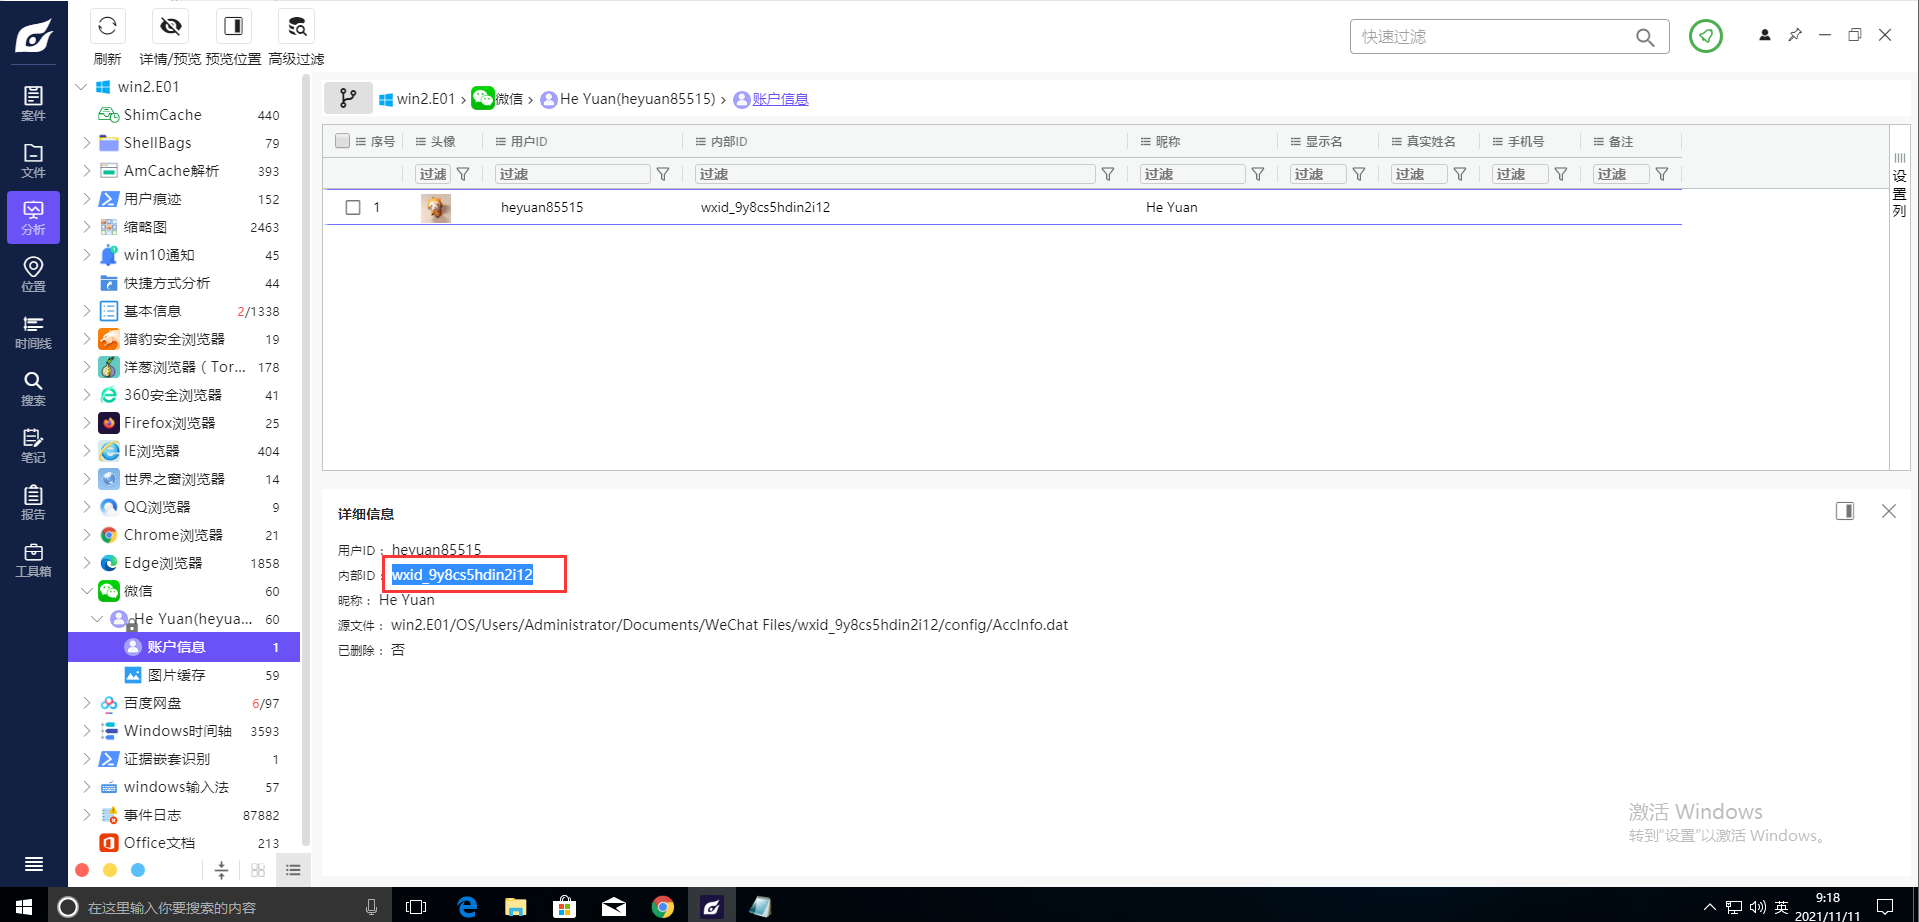 刷新
详情/预览
预览位置
高级过滤
快速过滤
案件
文件
分析
位置
时间线
搜索
笔记
报告
工具箱
win2.E01
ShimCache 440
ShellBags 79
AmCache解析 393
用户痕迹 152
缩略图 2463
win10通知 45
快捷方式分析 44
基本信息 2/1338
猎豹安全浏览器 19
洋葱浏览器（Tor... 178
360安全浏览器 41
Firefox浏览器 25
IE浏览器 404
世界之窗浏览器 14
QQ浏览器 9
Chrome浏览器 21
Edge浏览器 1858
微信 60
He Yuan(heyua... 60
账户信息 1
图片缓存 59
百度网盘 6/97
Windows时间轴 3593
证据嵌套识别 1
windows输入法 57
事件日志 87882
Office文档 213
win2.E01 › 微信 › He Yuan(heyuan85515) › 账户信息
序号 头像 用户ID 内部ID 昵称 显示名 真实姓名 手机号 备注
过滤 过滤 过滤 过滤 过滤 过滤 过滤 过滤
1 heyuan85515 wxid_9y8cs5hdin2i12 He Yuan
设置列
详细信息
用户ID： heyuan85515
内部ID： wxid_9y8cs5hdin2i12
昵称： He Yuan
源文件： win2.E01/OS/Users/Administrator/Documents/WeChat Files/wxid_9y8cs5hdin2i12/config/AccInfo.dat
已删除： 否
激活 Windows
转到"设置"以激活 Windows。
在这里输入你要搜索的内容
英
9:18
2021/11/11